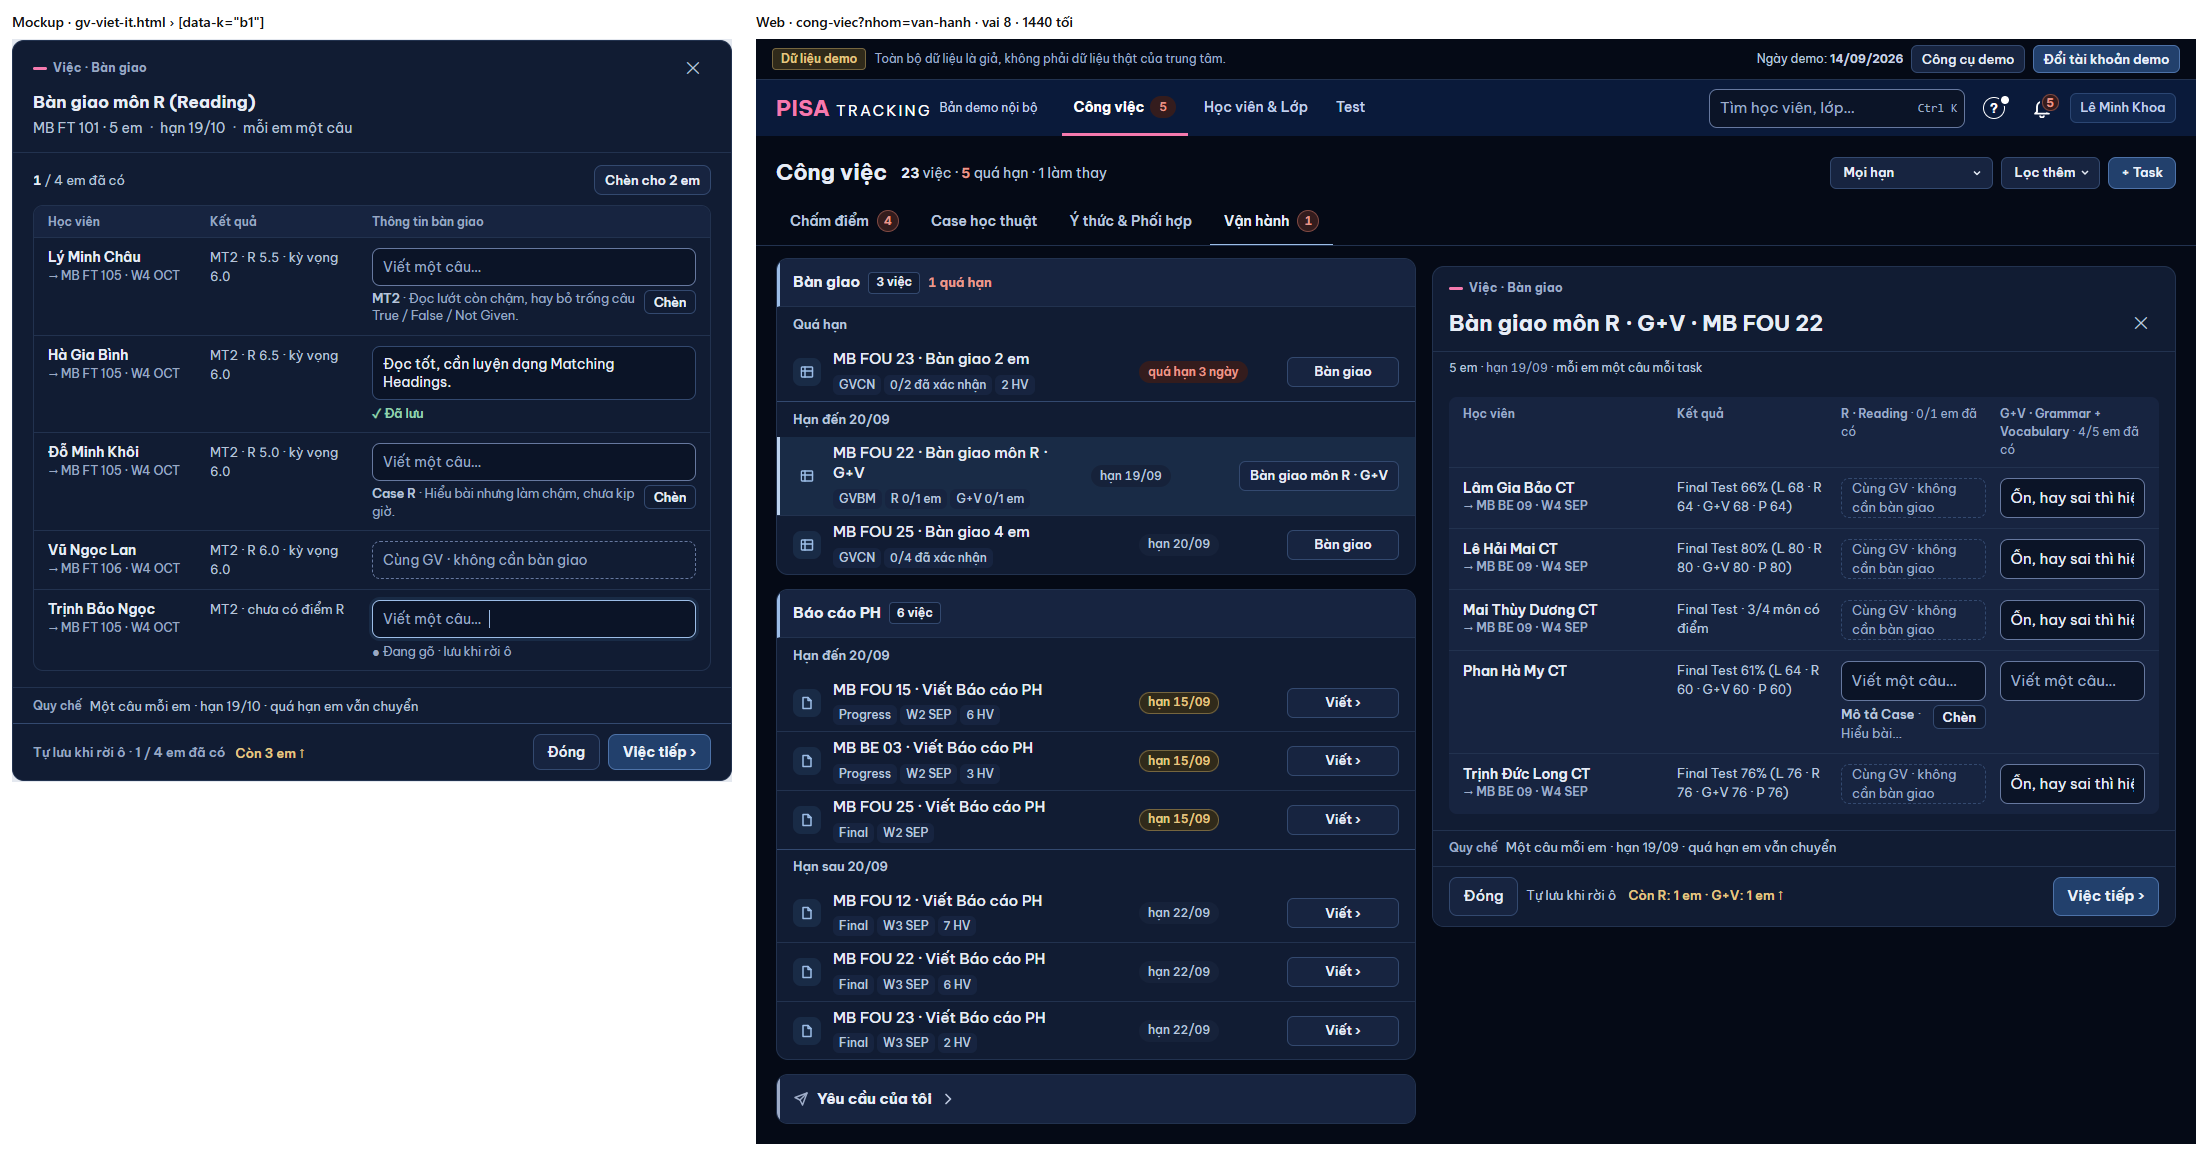 Mockup · gv-viet-it.html › [data-k="b1"]
Việc · Bàn giao
Bàn giao môn R (Reading)
MB FT 101 · 5 em · hạn 19/10 · mỗi em một câu
1 / 4 em đã có
Chèn cho 2 em
Học viên Kết quả Thông tin bàn giao
Lý Minh Châu
→ MB FT 105 · W4 OCT
MT2 · R 5.5 · kỳ vọng
6.0
Viết một câu...
MT2 · Đọc lướt còn chậm, hay bỏ trống câu
True / False / Not Given.
Chèn
Hà Gia Bình
→ MB FT 105 · W4 OCT
MT2 · R 6.5 · kỳ vọng
6.0
Đọc tốt, cần luyện dạng Matching
Headings.
✓ Đã lưu
Đỗ Minh Khôi
→ MB FT 105 · W4 OCT
MT2 · R 5.0 · kỳ vọng
6.0
Viết một câu...
Case R · Hiểu bài nhưng làm chậm, chưa kịp
giờ.
Chèn
Vũ Ngọc Lan
→ MB FT 106 · W4 OCT
MT2 · R 6.0 · kỳ vọng
6.0
Cùng GV · không cần bàn giao
Trịnh Bảo Ngọc
→ MB FT 105 · W4 OCT
MT2 · chưa có điểm R
Viết một câu...
● Đang gõ · lưu khi rời ô
Quy chế Một câu mỗi em · hạn 19/10 · quá hạn em vẫn chuyển
Tự lưu khi rời ô · 1 / 4 em đã có Còn 3 em ↑
Đóng
Việc tiếp ›
Web · cong-viec?nhom=van-hanh · vai 8 · 1440 tối
Dữ liệu demo Toàn bộ dữ liệu là giả, không phải dữ liệu thật của trung tâm.
Ngày demo: 14/09/2026 Công cụ demo Đổi tài khoản demo
PISA TRACKING Bản demo nội bộ Công việc 5 Học viên & Lớp Test
Tìm học viên, lớp... Ctrl K
? 5 Lê Minh Khoa
Công việc 23 việc · 5 quá hạn · 1 làm thay
Mọi hạn Lọc thêm + Task
Chấm điểm 4 Case học thuật Ý thức & Phối hợp Vận hành 1
Bàn giao 3 việc 1 quá hạn
Quá hạn
MB FOU 23 · Bàn giao 2 em
GVCN 0/2 đã xác nhận 2 HV
quá hạn 3 ngày
Bàn giao
Hạn đến 20/09
MB FOU 22 · Bàn giao môn R ·
G+V
GVBM R 0/1 em G+V 0/1 em
hạn 19/09
Bàn giao môn R · G+V
MB FOU 25 · Bàn giao 4 em
GVCN 0/4 đã xác nhận
hạn 20/09
Bàn giao
Báo cáo PH 6 việc
Hạn đến 20/09
MB FOU 15 · Viết Báo cáo PH
Progress W2 SEP 6 HV
hạn 15/09
Viết ›
MB BE 03 · Viết Báo cáo PH
Progress W2 SEP 3 HV
hạn 15/09
Viết ›
MB FOU 25 · Viết Báo cáo PH
Final W2 SEP
hạn 15/09
Viết ›
Hạn sau 20/09
MB FOU 12 · Viết Báo cáo PH
Final W3 SEP 7 HV
hạn 22/09
Viết ›
MB FOU 22 · Viết Báo cáo PH
Final W3 SEP 6 HV
hạn 22/09
Viết ›
MB FOU 23 · Viết Báo cáo PH
Final W3 SEP 2 HV
hạn 22/09
Viết ›
Yêu cầu của tôi
Việc · Bàn giao
Bàn giao môn R · G+V · MB FOU 22
5 em · hạn 19/09 · mỗi em một câu mỗi task
Học viên
Kết quả
R · Reading · 0/1 em đã
có
G+V · Grammar +
Vocabulary · 4/5 em đã
có
Lâm Gia Bảo CT
→ MB BE 09 · W4 SEP
Final Test 66% (L 68 · R
64 · G+V 68 · P 64)
Cùng GV · không
cần bàn giao
Ổn, hay sai thì hiệ
Lê Hải Mai CT
→ MB BE 09 · W4 SEP
Final Test 80% (L 80 · R
80 · G+V 80 · P 80)
Cùng GV · không
cần bàn giao
Ổn, hay sai thì hiệ
Mai Thùy Dương CT
→ MB BE 09 · W4 SEP
Final Test · 3/4 môn có
điểm
Cùng GV · không
cần bàn giao
Ổn, hay sai thì hiệ
Phan Hà My CT
Final Test 61% (L 64 · R
60 · G+V 60 · P 60)
Viết một câu...
Mô tả Case ·
Hiểu bài...
Chèn
Viết một câu...
Trịnh Đức Long CT
→ MB BE 09 · W4 SEP
Final Test 76% (L 76 · R
76 · G+V 76 · P 76)
Cùng GV · không
cần bàn giao
Ổn, hay sai thì hiệ
Quy chế Một câu mỗi em · hạn 19/09 · quá hạn em vẫn chuyển
Đóng
Tự lưu khi rời ô Còn R: 1 em · G+V: 1 em ↑
Việc tiếp ›